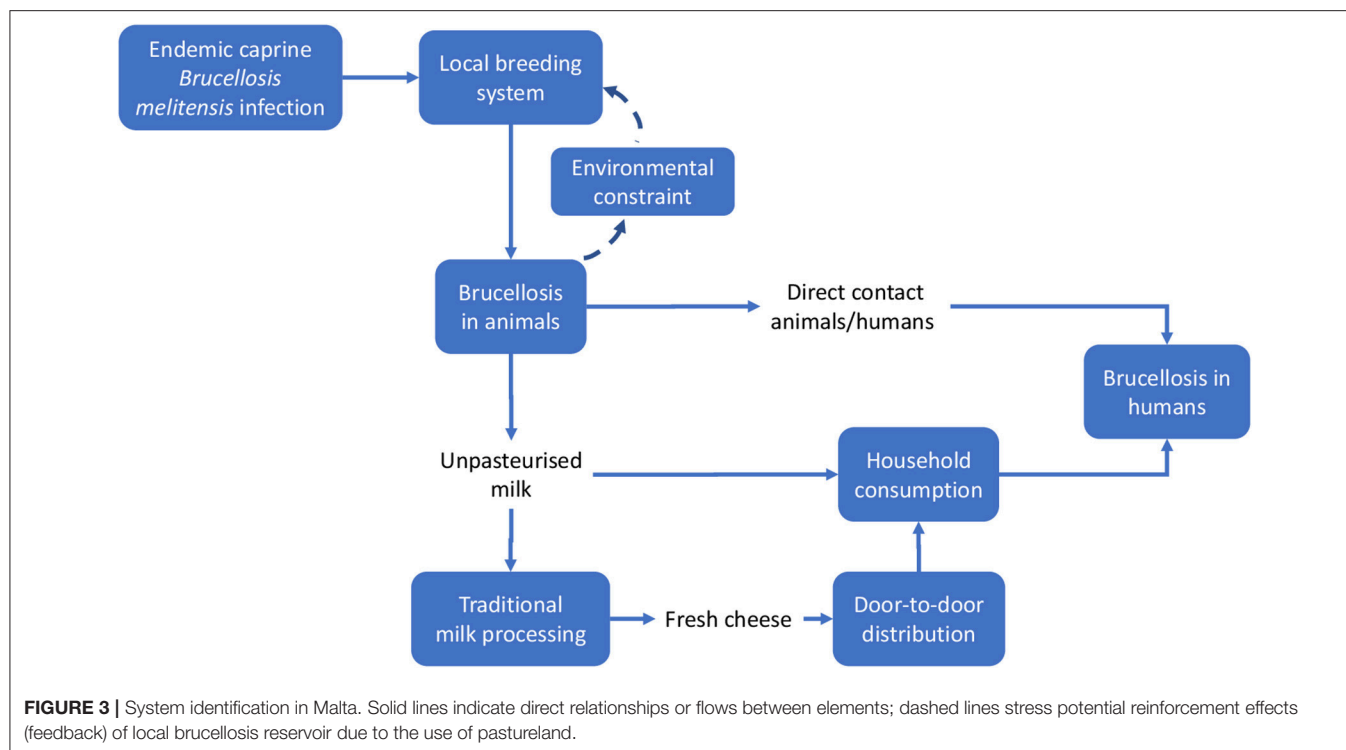 Endemic caprine
Brucellosis
melitensis infection
Local breeding
system
Environmental
constraint
Brucellosis
in animals
Direct contact
animals/humans
Brucellosis in
humans
Unpasteurised
milk
Household
consumption
Traditional
milk processing
Fresh cheese
Door-to-door
distribution
FIGURE 3 | System identification in Malta. Solid lines indicate direct relationships or flows between elements; dashed lines stress potential reinforcement effects
(feedback) of local brucellosis reservoir due to the use of pastureland.